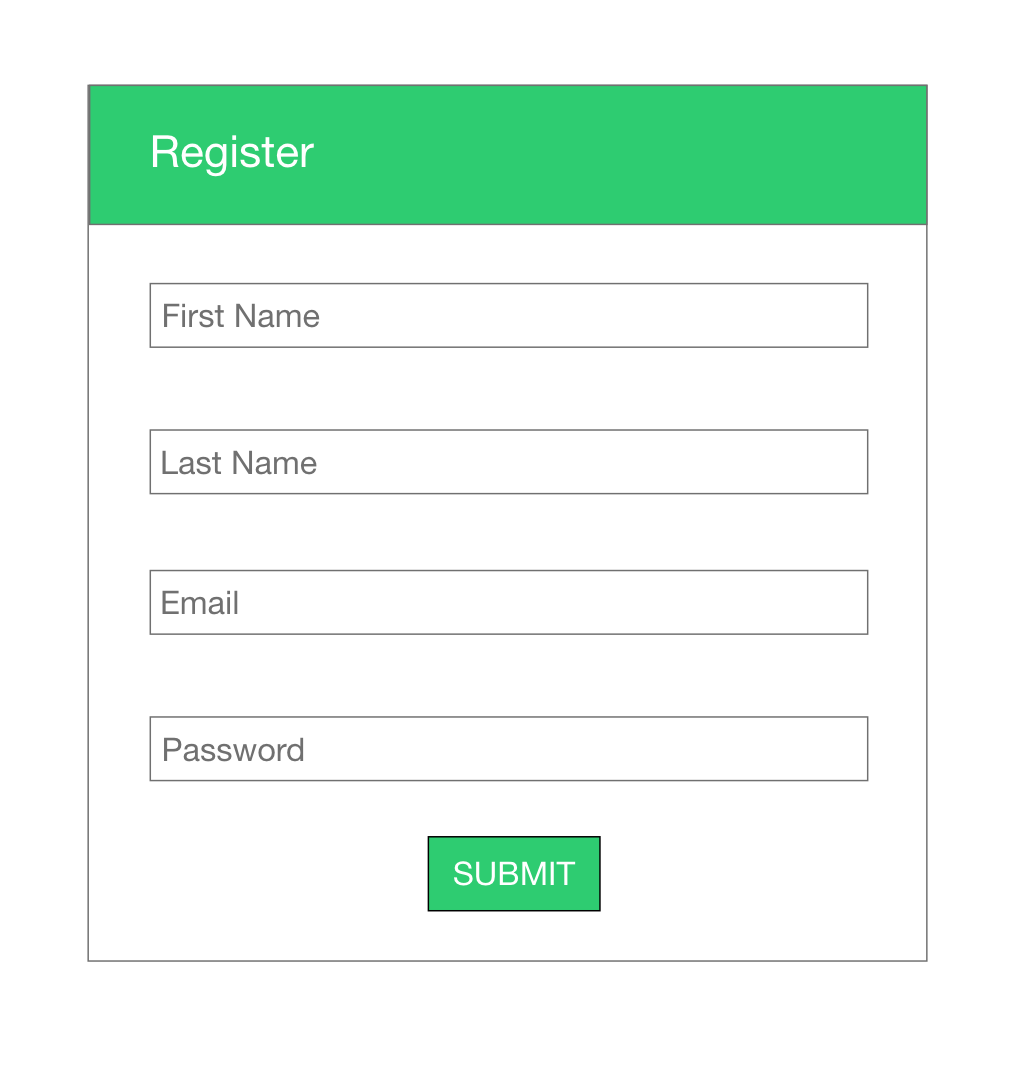 Register
First Name
Last Name
Email
Password
SUBMIT